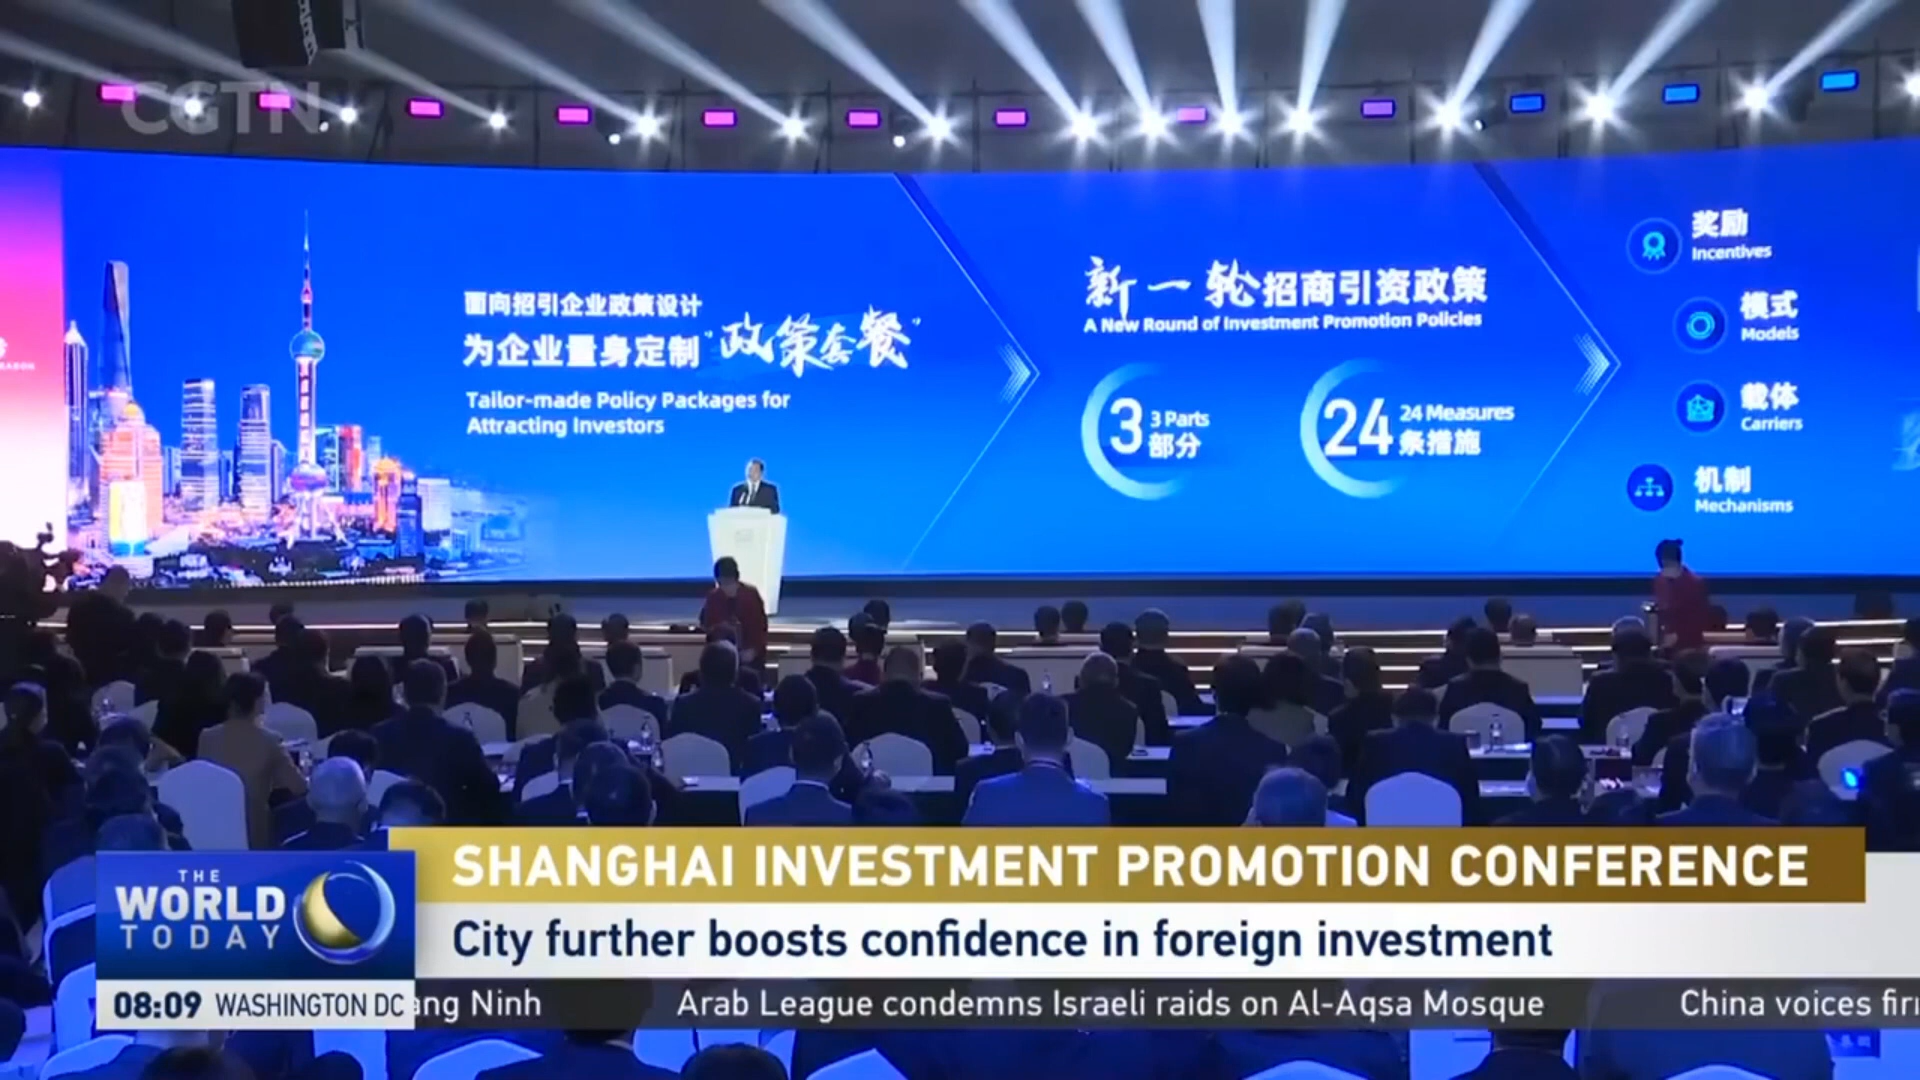 CGTN
面向招引企业政策设计
为企业量身定制“政策套餐”
Tailor-made Policy Packages for
Attracting Investors
新一轮招商引资政策
A New Round of Investment Promotion Policies
3 3 Parts
部分
24 24 Measures
条措施
奖励
Incentives
模式
Models
载体
Carriers
机制
Mechanisms
SHANGHAI INVESTMENT PROMOTION CONFERENCE
THE
WORLD
TODAY
City further boosts confidence in foreign investment
08:09 WASHINGTON DC
ang Ninh Arab League condemns Israeli raids on Al-Aqsa Mosque China voices fir